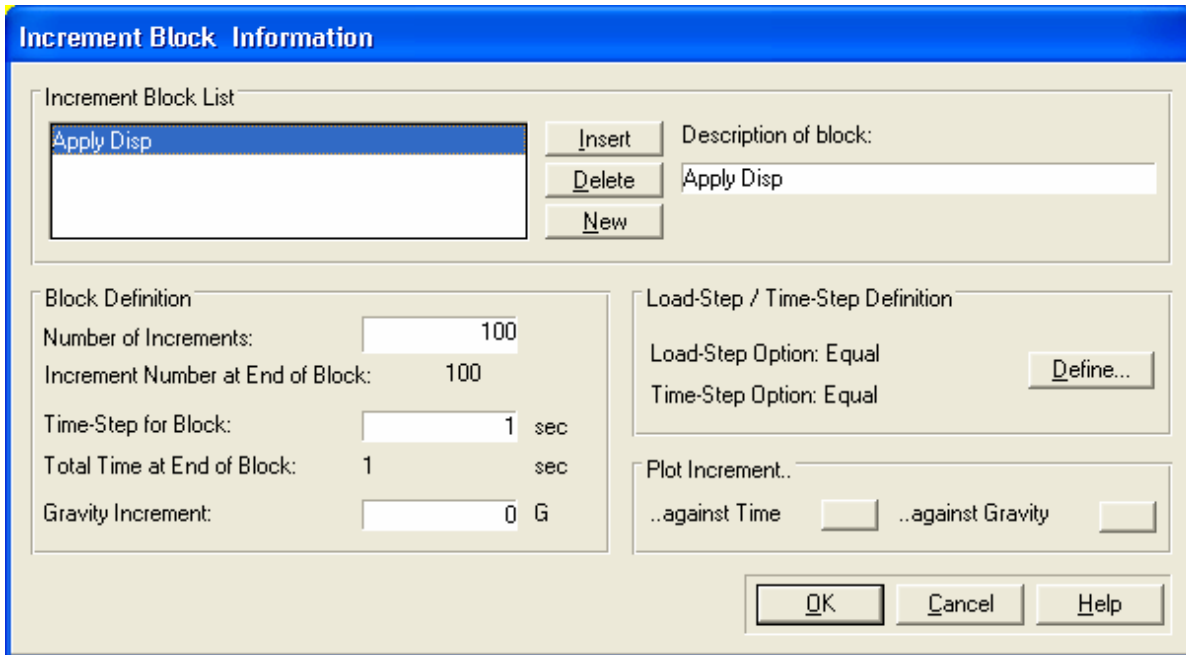 Increment Block  Information
Increment Block List
Apply Disp
Insert
Delete
New
Description of block:
Apply Disp
Block Definition
Number of Increments: 100
Increment Number at End of Block: 100
Time-Step for Block: 1 sec
Total Time at End of Block: 1 sec
Gravity Increment: 0 G
Load-Step / Time-Step Definition
Load-Step Option: Equal
Time-Step Option: Equal
Define...
Plot Increment..
..against Time ..against Gravity
OK Cancel Help